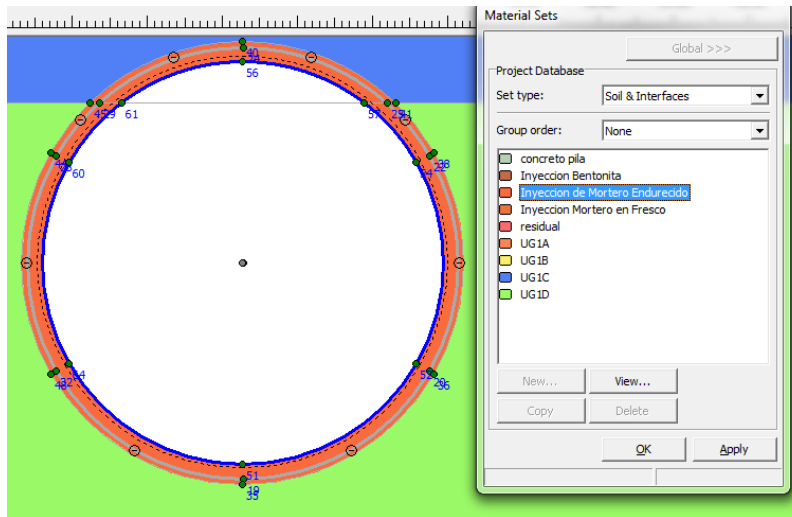 Material Sets
Global >>>
Project Database
Set type: Soil & Interfaces
Group order: None
concreto pila
Inyeccion Bentonita
Inyeccion de Mortero Endurecido
Inyeccion Mortero en Fresco
residual
UG1A
UG1B
UG1C
UG1D
New... View...
Copy Delete
OK Apply
40
56
61
60
51